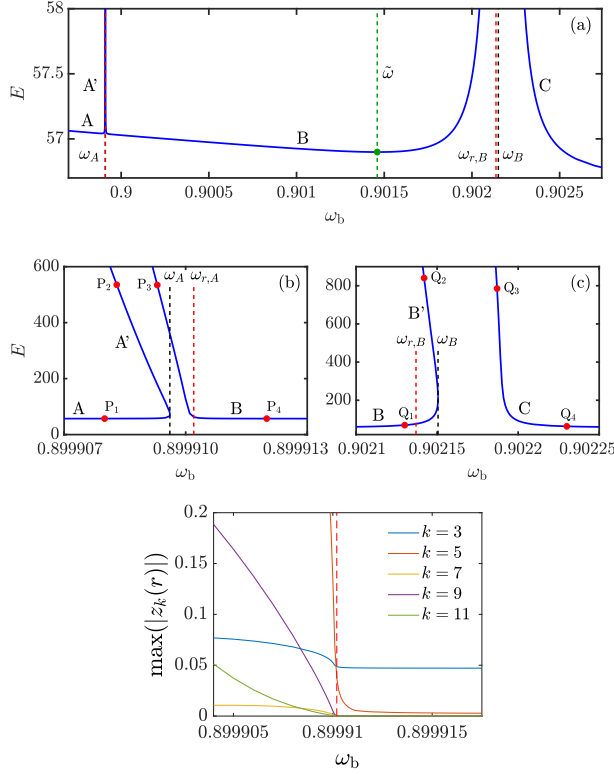 58
57.5
57
E
(a)
A'
A
B
C
ω_A
ω̃
ω_{r,B}
ω_B
0.9
0.9005
0.901
0.9015
0.902
0.9025
ω_b
600
400
200
0
E
(b)
P_2
P_3
ω_A
ω_{r,A}
A'
A
P_1
B
P_4
0.899907
0.899910
0.899913
ω_b
800
600
400
200
(c)
Q_2
Q_3
B'
ω_{r,B}
ω_B
B
Q_1
C
Q_4
0.9021
0.90215
0.9022
0.90225
ω_b
0.2
0.15
0.1
0.05
0
max(|z_k(r)|)
k = 3
k = 5
k = 7
k = 9
k = 11
0.899905
0.89991
0.899915
ω_b